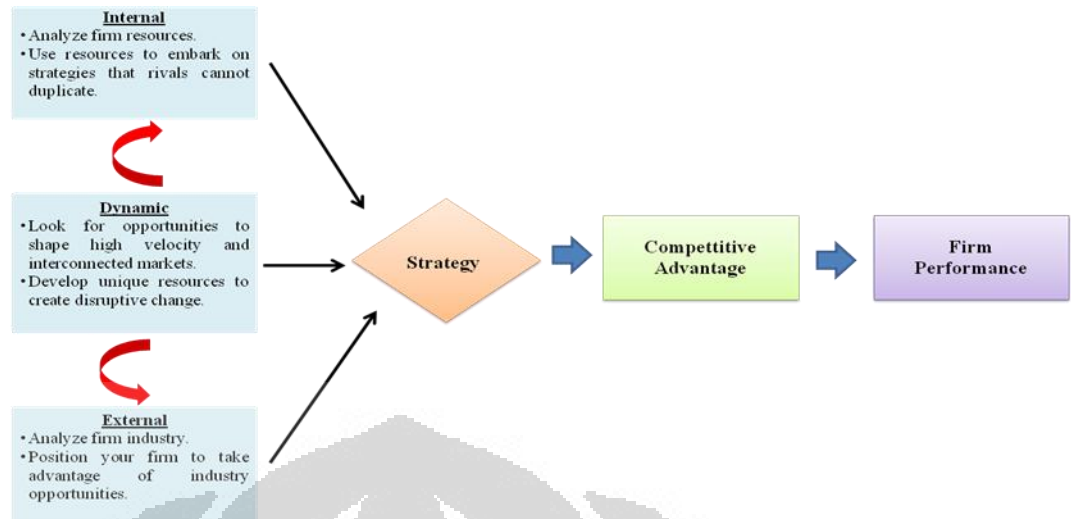 Internal
• Analyze firm resources.
• Use resources to embark on
strategies that rivals cannot
duplicate.
Dynamic
• Look for opportunities to
shape high velocity and
interconnected markets.
• Develop unique resources to
create disruptive change.
External
• Analyze firm industry.
• Position your firm to take
advantage of industry
opportunities.
Strategy
Compettitive
Advantage
Firm
Performance